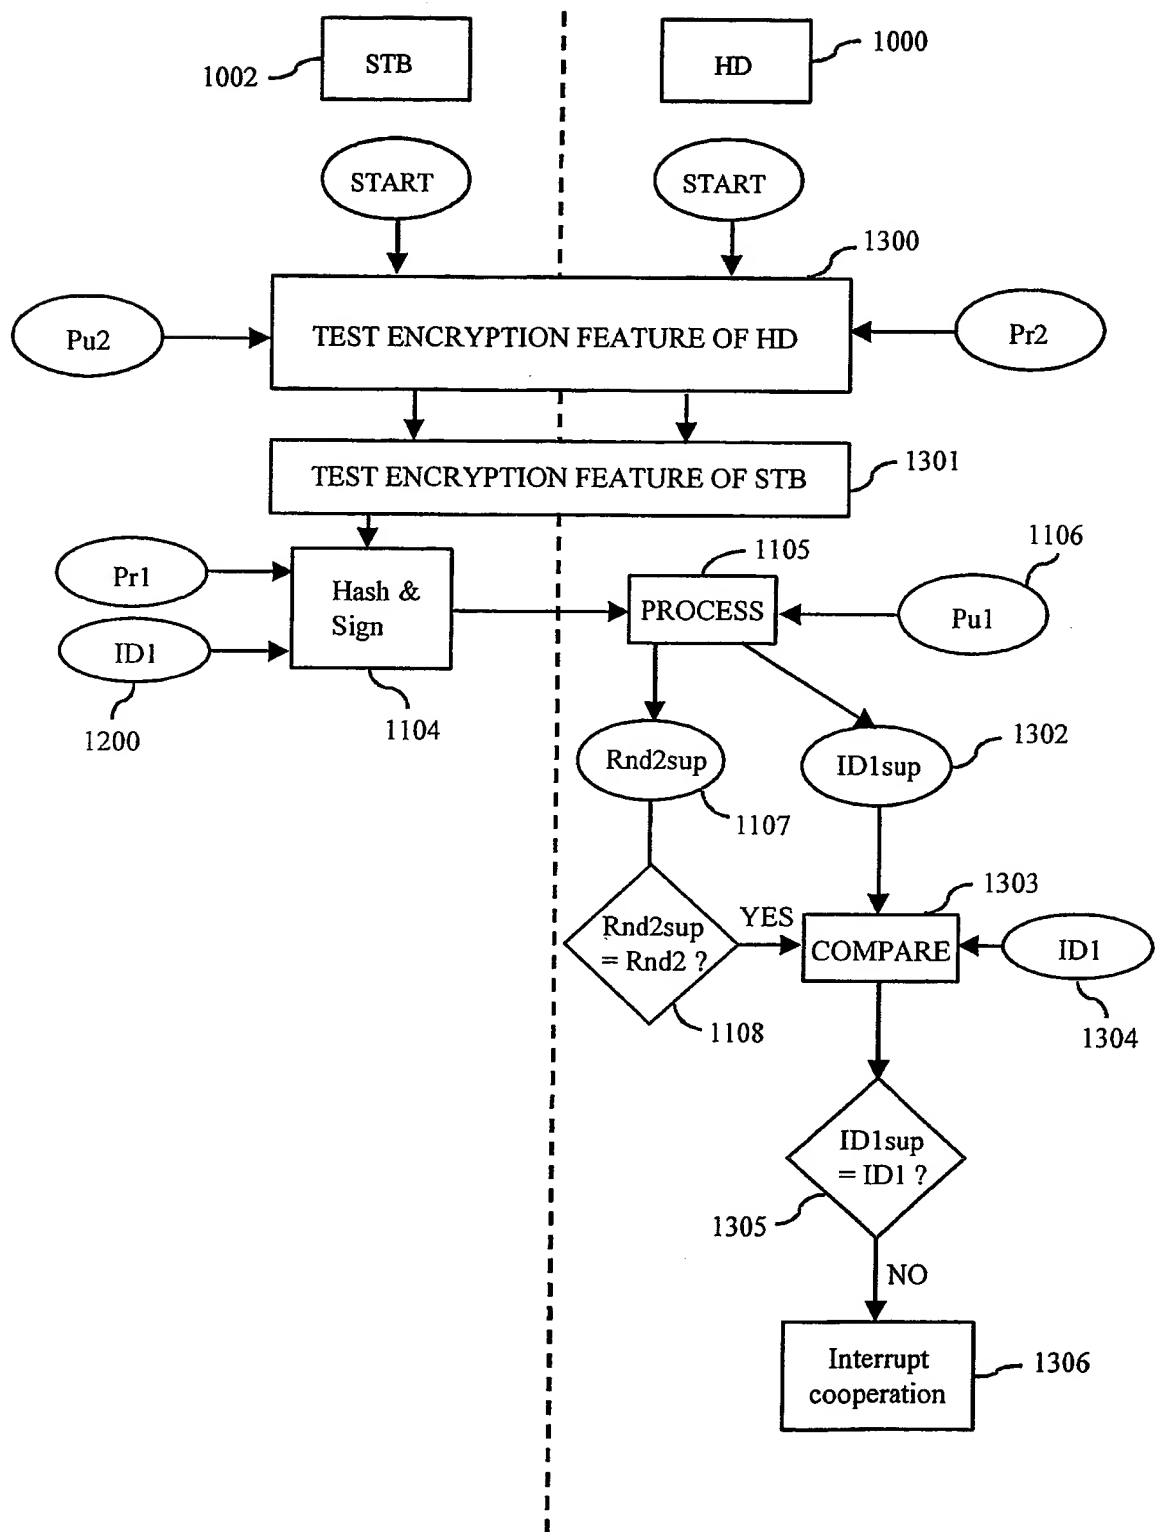 STB
1002
HD
1000
START
START
1300
Pu2
TEST ENCRYPTION FEATURE OF HD
Pr2
TEST ENCRYPTION FEATURE OF STB
1301
Pr1
Hash &
Sign
ID1
1200
1104
1105
PROCESS
1106
Pu1
Rnd2sup
1107
ID1sup
1302
Rnd2sup
= Rnd2 ?
1108
YES
1303
COMPARE
ID1
1304
ID1sup
= ID1 ?
1305
NO
Interrupt
cooperation
1306